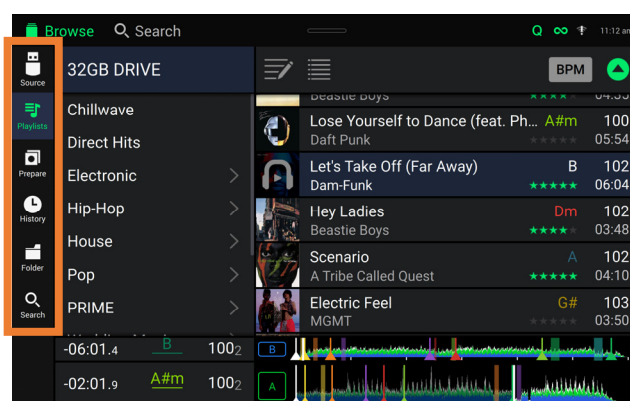 Browse Search Q 11:12 am
Source
Playlists
Prepare
History
Folder
Search
32GB DRIVE
Chillwave
Direct Hits
Electronic
Hip-Hop
House
Pop
PRIME
BPM
Beastie Boys 04:35
Lose Yourself to Dance (feat. Ph... A#m 100
Daft Punk 05:54
Let's Take Off (Far Away) B 102
Dam-Funk 06:04
Hey Ladies Dm 102
Beastie Boys 03:48
Scenario A 102
A Tribe Called Quest 04:10
Electric Feel G# 103
MGMT 03:50
-06:01.4 B 1002 B
-02:01.9 A#m 1002 A